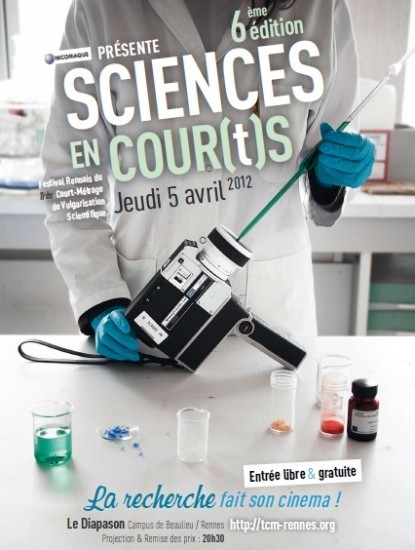 NICOMAQUE
PRÉSENTE
6ème édition
SCIENCES
EN COUR(t)S
Festival Rennais du
Très Court-Métrage
de Vulgarisation
Scientifique
Jeudi 5 avril 2012
Entrée libre & gratuite
La recherche fait son cinema !
Le Diapason Campus de Beaulieu / Rennes http://tcm-rennes.org
Projection & Remise des prix : 20h30